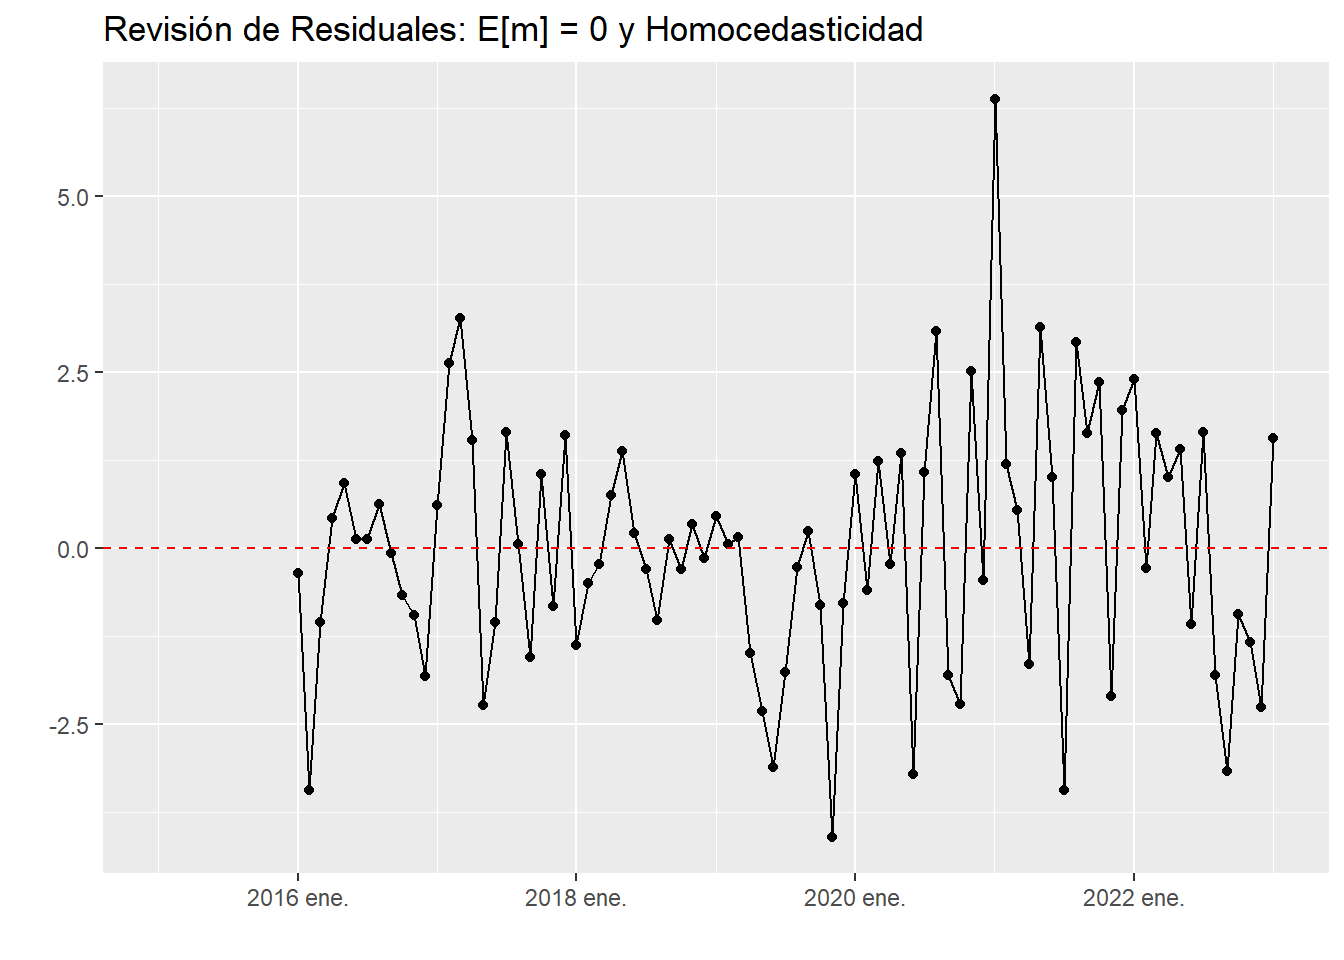 Revisión de Residuales: E[m] = 0 y Homocedasticidad
5.0
2.5
0.0
-2.5
2016 ene.
2018 ene.
2020 ene.
2022 ene.